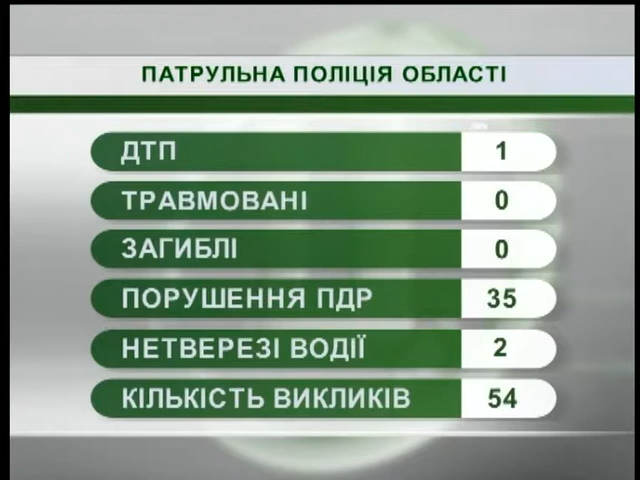 ПАТРУЛЬНА ПОЛІЦІЯ ОБЛАСТІ
ДТП 1
ТРАВМОВАНІ 0
ЗАГИБЛІ 0
ПОРУШЕННЯ ПДР 35
НЕТВЕРЕЗІ ВОДІЇ 2
КІЛЬКІСТЬ ВИКЛИКІВ 54